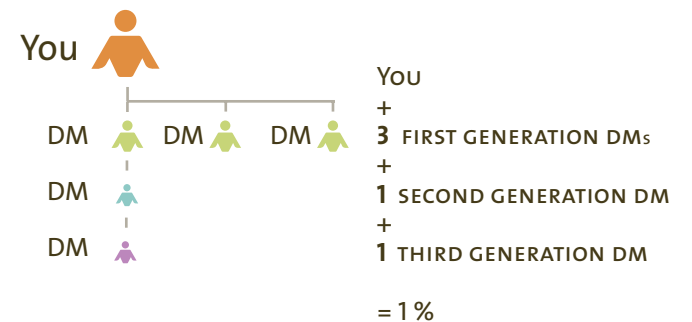 You
DM DM DM
DM
DM
You
+
3 FIRST GENERATION DMs
+
1 SECOND GENERATION DM
+
1 THIRD GENERATION DM
= 1 %